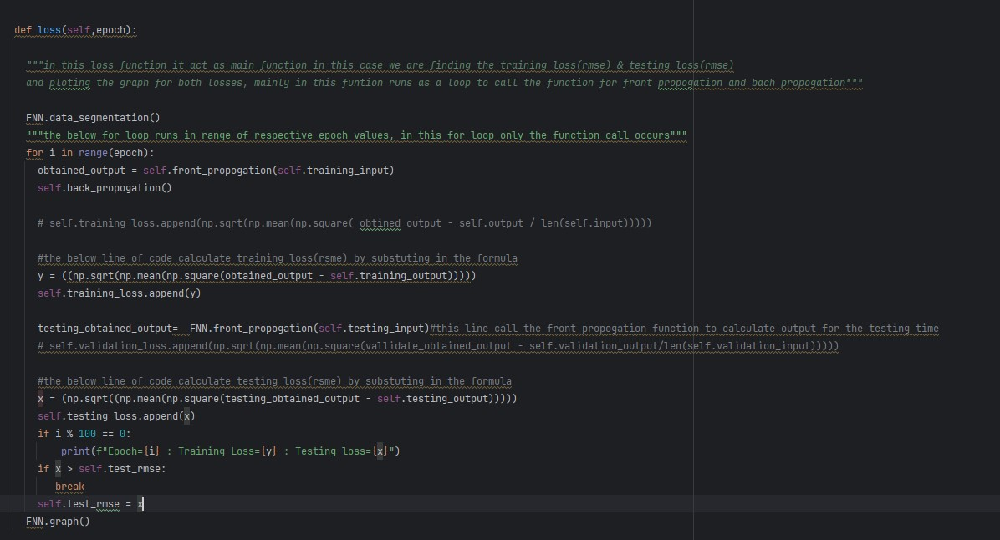 def loss(self,epoch):
"""in this loss function it act as main function in this case we are finding the training loss(rmse) & testing loss(rmse)
and ploting the graph for both losses, mainly in this funtion runs as a loop to call the function for front propogation and bach propogation"""
FNN.data_segmentation()
"""the below for loop runs in range of respective epoch values, in this for loop only the function call occurs"""
for i in range(epoch):
obtained_output = self.front_propogation(self.training_input)
self.back_propogation()
# self.training_loss.append(np.sqrt(np.mean(np.square( obtined_output - self.output / len(self.input)))))
#the below line of code calculate training loss(rsme) by substuting in the formula
y = ((np.sqrt(np.mean(np.square(obtained_output - self.training_output)))))
self.training_loss.append(y)
testing_obtained_output=  FNN.front_propogation(self.testing_input)#this line call the front propogation function to calculate output for the testing time
# self.validation_loss.append(np.sqrt(np.mean(np.square(vallidate_obtained_output - self.validation_output/len(self.validation_input)))))
#the below line of code calculate testing loss(rsme) by substuting in the formula
x = (np.sqrt((np.mean(np.square(testing_obtained_output - self.testing_output)))))
self.testing_loss.append(x)
if i % 100 == 0:
print(f"Epoch={i} : Training Loss={y} : Testing loss={x}")
if x > self.test_rmse:
break
self.test_rmse = x
FNN.graph()